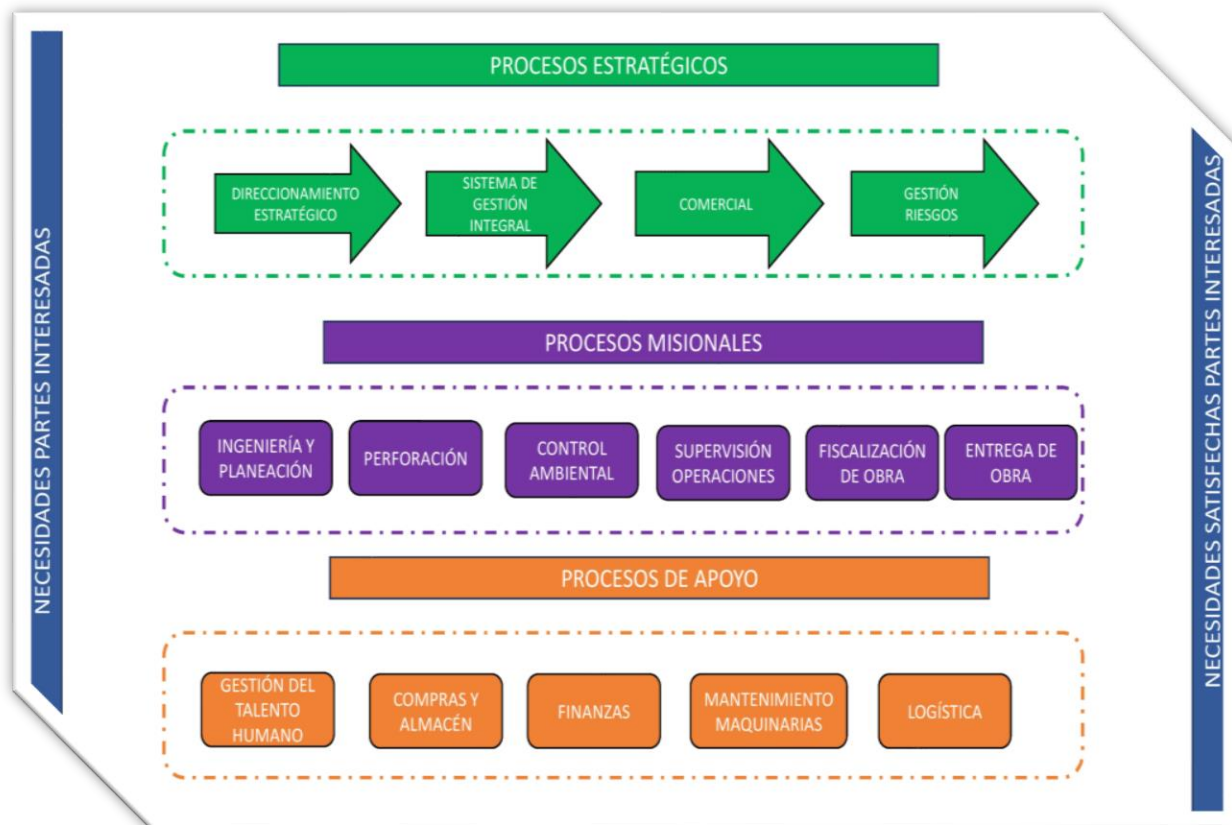 NECESIDADES PARTES INTERESADAS
PROCESOS ESTRATÉGICOS
DIRECCIONAMIENTO
ESTRATÉGICO
SISTEMA DE
GESTIÓN
INTEGRAL
COMERCIAL
GESTIÓN
RIESGOS
PROCESOS MISIONALES
INGENIERÍA Y
PLANEACIÓN
PERFORACIÓN
CONTROL
AMBIENTAL
SUPERVISIÓN
OPERACIONES
FISCALIZACIÓN
DE OBRA
ENTREGA DE
OBRA
PROCESOS DE APOYO
GESTIÓN DEL
TALENTO
HUMANO
COMPRAS Y
ALMACÉN
FINANZAS
MANTENIMIENTO
MAQUINARIAS
LOGÍSTICA
NECESIDADES SATISFECHAS PARTES INTERESADAS